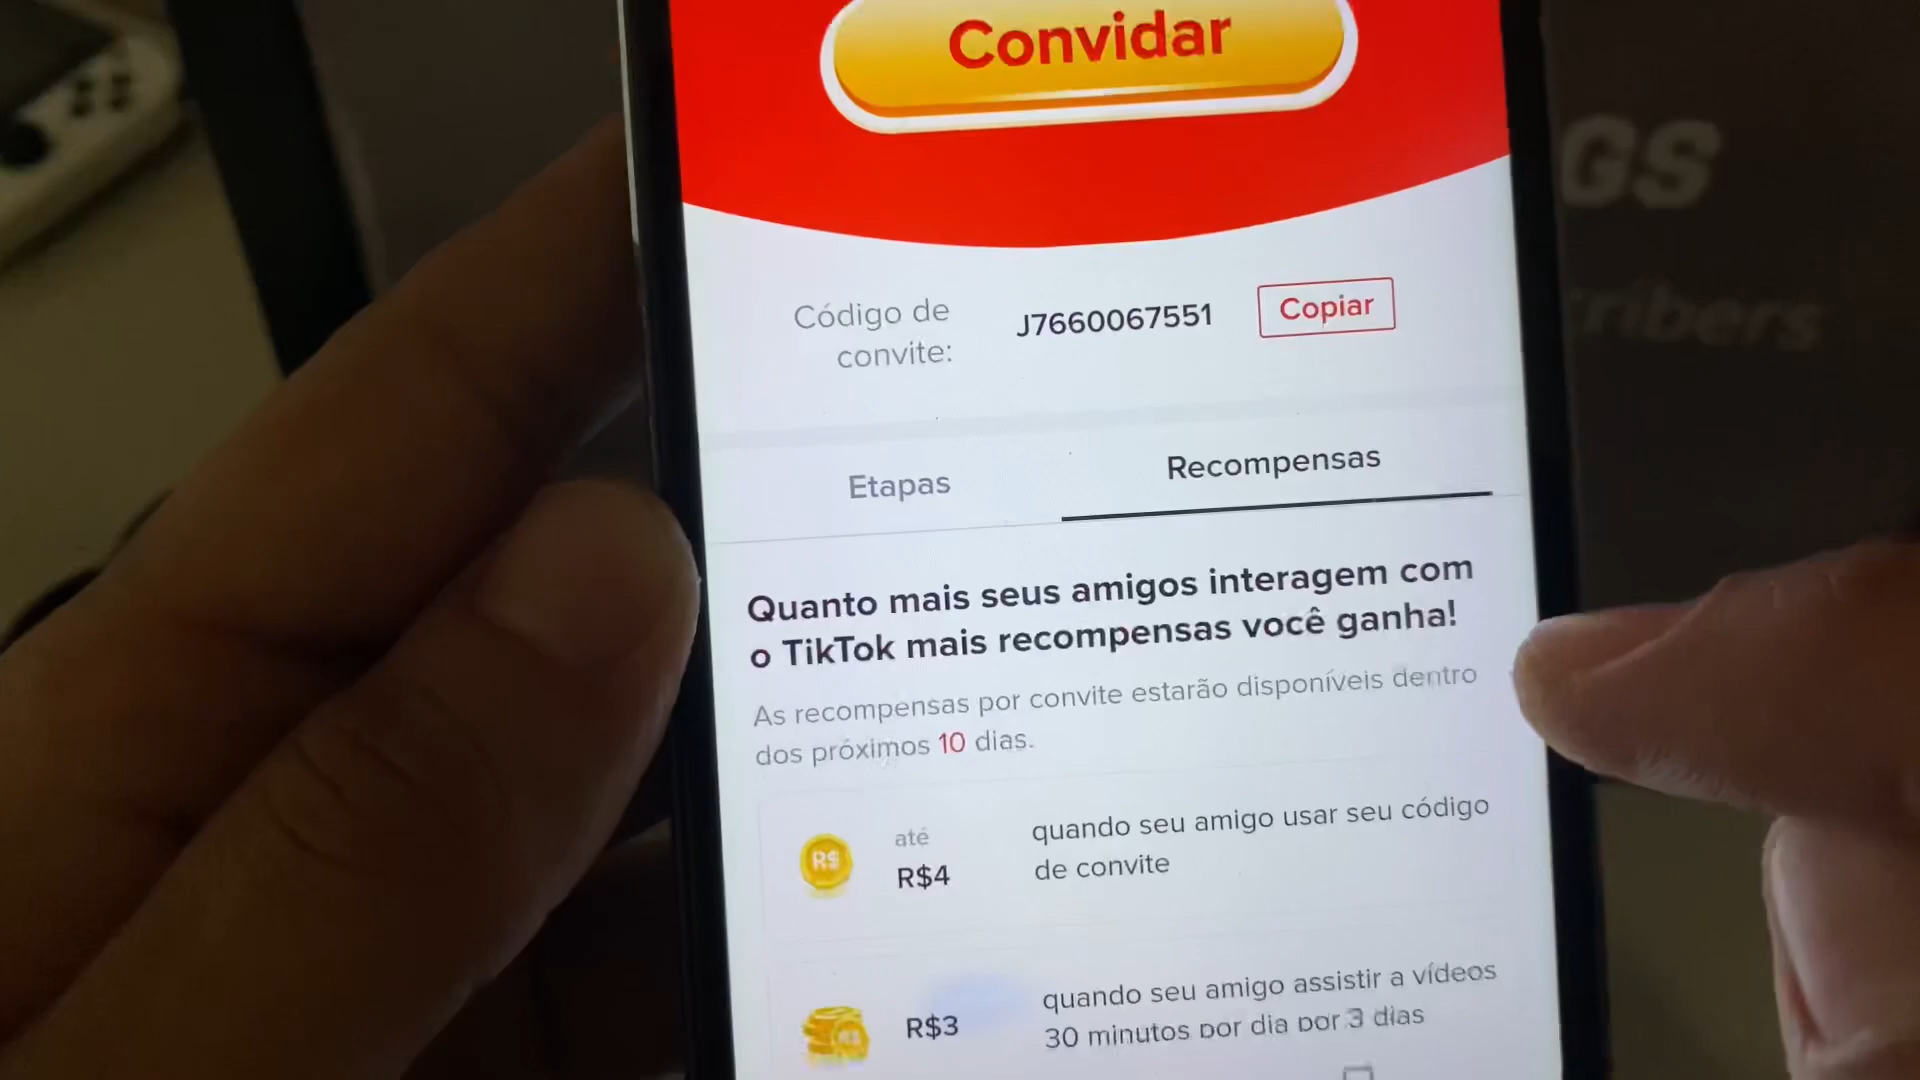 Convidar
GS
ribers
Código de
convite:
J7660067551
Copiar
Etapas
Recompensas
Quanto mais seus amigos interagem com
o TikTok mais recompensas você ganha!
As recompensas por convite estarão disponíveis dentro
dos próximos 10 dias.
R$
até
R$4
quando seu amigo usar seu código
de convite
R$3
quando seu amigo assistir a vídeos
30 minutos por dia por 3 dias